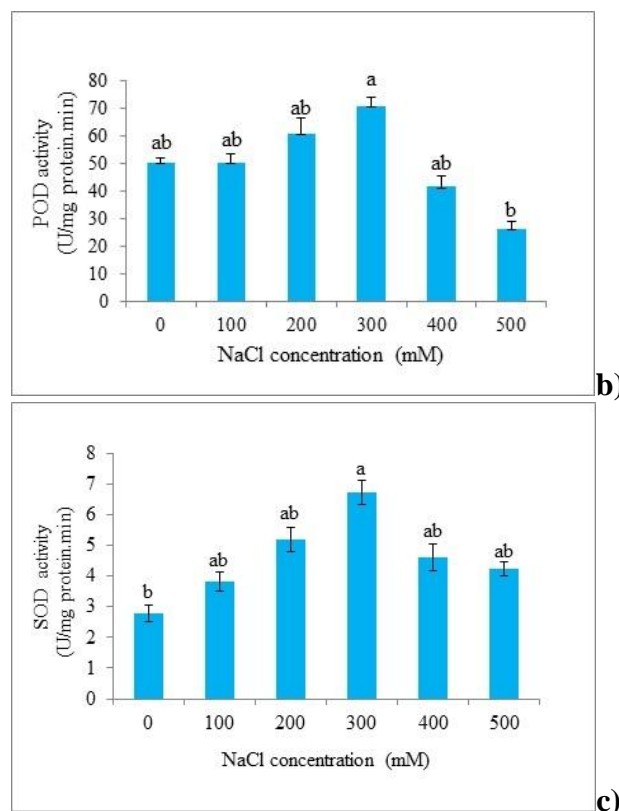 POD activity
(U/mg protein.min)
80
70
60
50
40
30
20
10
0
ab
ab
ab
a
ab
b
0 100 200 300 400 500
NaCl concentration (mM)
b)
SOD activity
(U/mg protein.min)
8
7
6
5
4
3
2
1
0
b
ab
ab
a
ab
ab
0 100 200 300 400 500
NaCl concentration (mM)
c)